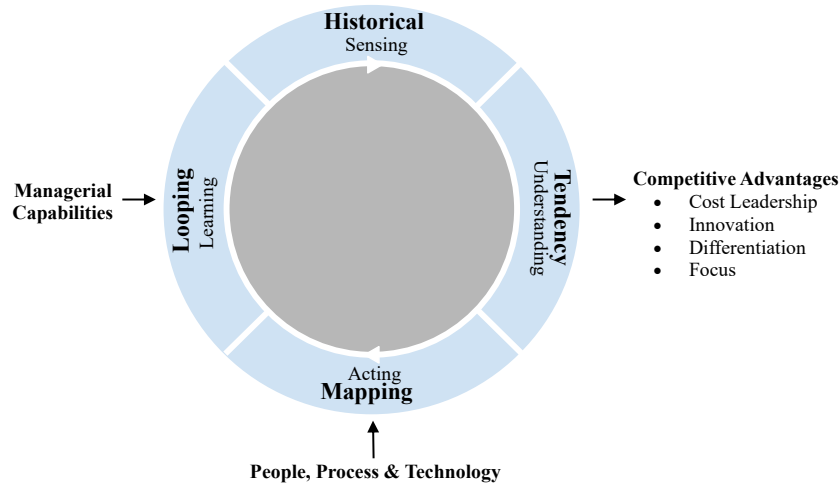 Historical
Sensing
Tendency
Understanding
Looping
Learning
Acting
Mapping
Managerial
Capabilities
Competitive Advantages
• Cost Leadership
• Innovation
• Differentiation
• Focus
People, Process & Technology